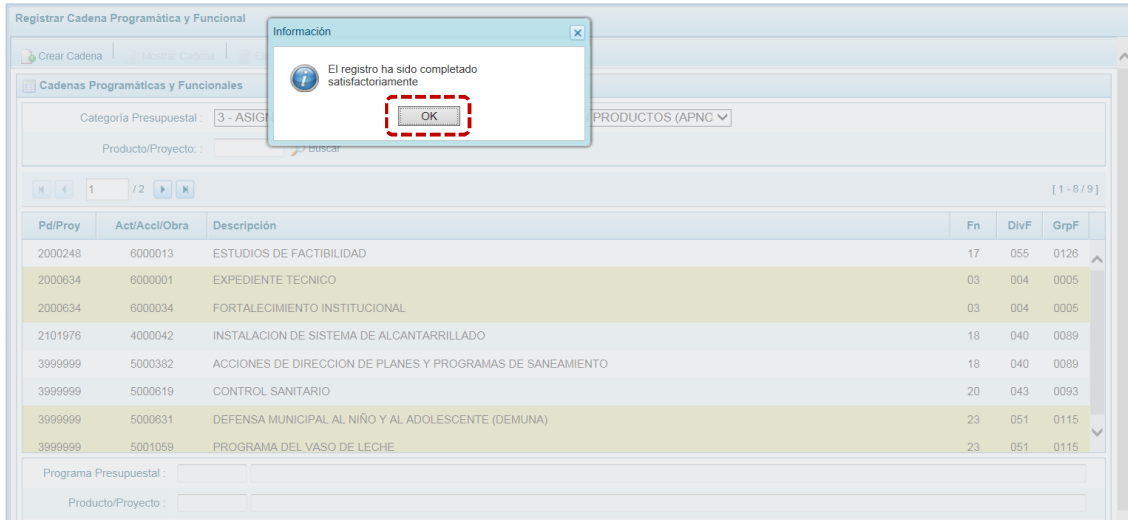 Registrar Cadena Programática y Funcional
Información
Crear Cadena Mostrar Cadena
El registro ha sido completado
satisfactoriamente
OK
Cadenas Programáticas y Funcionales
Categoría Presupuestal : 3 - ASIG PRODUCTOS (APNC
Producto/Proyecto: : Buscar
1 / 2 [ 1 - 8 / 9 ]
Pd/Proy Act/AccI/Obra Descripción Fn DivF GrpF
2000248 6000013 ESTUDIOS DE FACTIBILIDAD 17 055 0126
2000634 6000001 EXPEDIENTE TECNICO 03 004 0005
2000634 6000034 FORTALECIMIENTO INSTITUCIONAL 03 004 0005
2101976 4000042 INSTALACION DE SISTEMA DE ALCANTARRILLADO 18 040 0089
3999999 5000382 ACCIONES DE DIRECCION DE PLANES Y PROGRAMAS DE SANEAMIENTO 18 040 0089
3999999 5000619 CONTROL SANITARIO 20 043 0093
3999999 5000631 DEFENSA MUNICIPAL AL NIÑO Y AL ADOLESCENTE (DEMUNA) 23 051 0115
3999999 5001059 PROGRAMA DEL VASO DE LECHE 23 051 0115
Programa Presupuestal :
Producto/Proyecto :